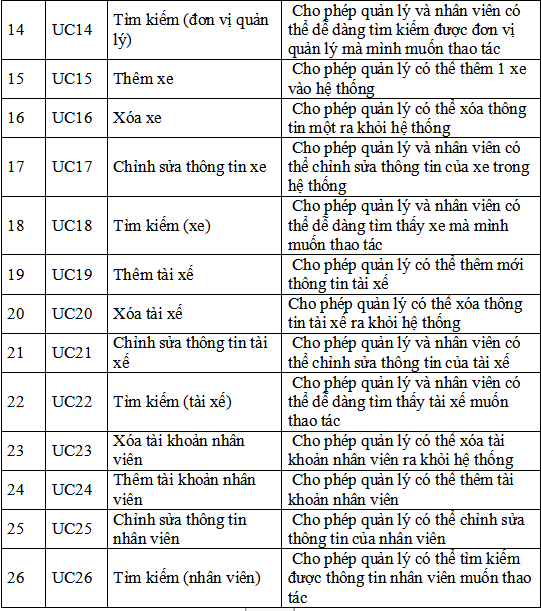 14 UC14 Tìm kiếm (đơn vị quản lý) Cho phép quản lý và nhân viên có
thể dễ dàng tìm kiếm được đơn vị
quản lý mà mình muốn thao tác
15 UC15 Thêm xe Cho phép quản lý có thể thêm 1 xe
vào hệ thống
16 UC16 Xóa xe Cho phép quản lý có thể xóa thông
tin một ra khỏi hệ thống
17 UC17 Chỉnh sửa thông tin xe Cho phép quản lý và nhân viên có
thể chỉnh sửa thông tin của xe trong
hệ thống
18 UC18 Tìm kiếm (xe) Cho phép quản lý và nhân viên có
thể dễ dàng tìm thấy xe mà mình
muốn thao tác
19 UC19 Thêm tài xế Cho phép quản lý có thể thêm mới
thông tin tài xế
20 UC20 Xóa tài xế Cho phép quản lý có thể xóa thông
tin tài xế ra khỏi hệ thống
21 UC21 Chỉnh sửa thông tin tài xế Cho phép quản lý và nhân viên có
thể chỉnh sửa thông tin của tài xế
22 UC22 Tìm kiếm (tài xế) Cho phép quản lý và nhân viên có
thể dễ dàng tìm thấy tài xế muốn
thao tác
23 UC23 Xóa tài khoản nhân viên Cho phép quản lý có thể xóa tài
khoản nhân viên ra khỏi hệ thống
24 UC24 Thêm tài khoản nhân viên Cho phép quản lý có thể thêm tài
khoản nhân viên
25 UC25 Chỉnh sửa thông tin nhân viên Cho phép quản lý có thể chỉnh sửa
thông tin của nhân viên
26 UC26 Tìm kiếm (nhân viên) Cho phép quản lý có thể tìm kiếm
được thông tin nhân viên muốn thao
tác